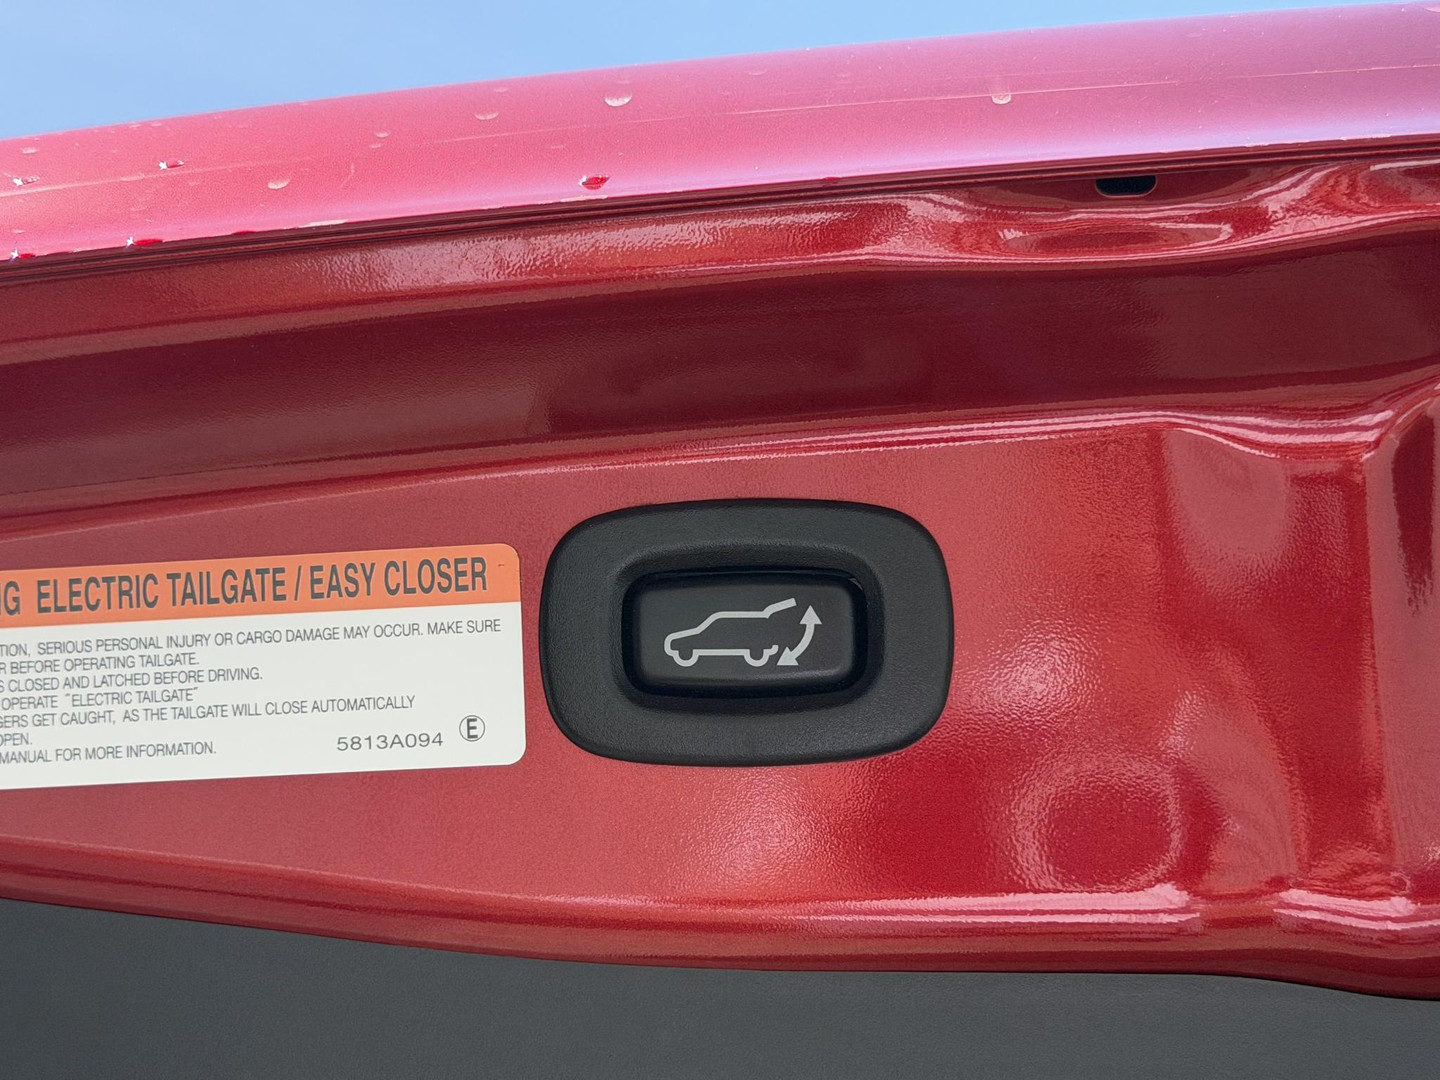 ELECTRIC TAILGATE / EASY CLOSER
SERIOUS PERSONAL INJURY OR CARGO DAMAGE MAY OCCUR. MAKE SURE
BEFORE OPERATING TAILGATE.
CLOSED AND LATCHED BEFORE DRIVING.
OPERATE "ELECTRIC TAILGATE"
GET CAUGHT, AS THE TAILGATE WILL CLOSE AUTOMATICALLY
OPEN.
MANUAL FOR MORE INFORMATION.
5813A094 E